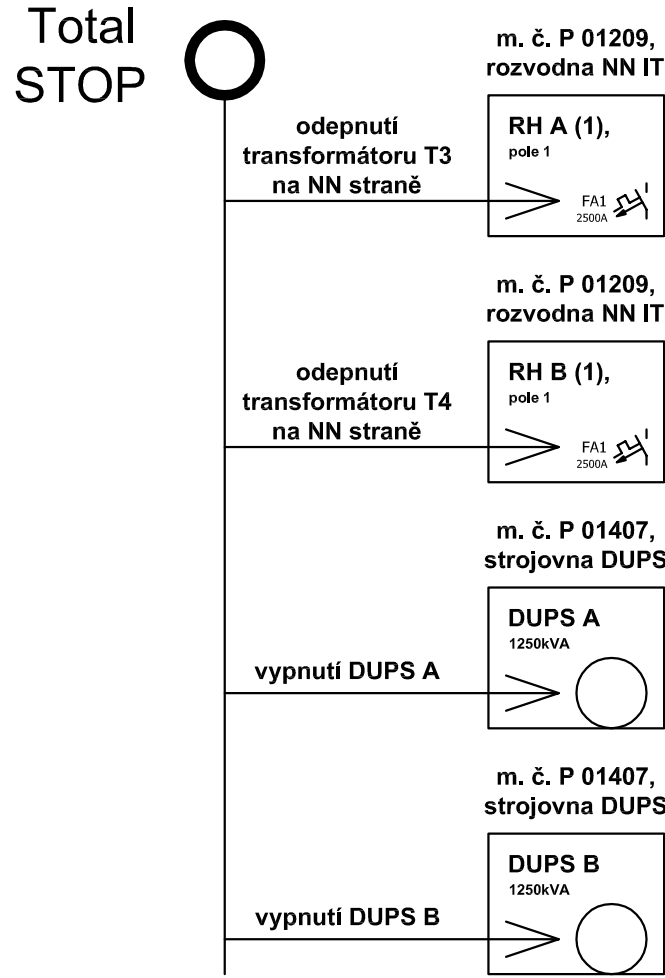 Total
STOP
m. č. P 01209,
rozvodna NN IT
odepnutí
transformátoru T3
na NN straně
RH A (1),
pole 1
FA1
2500A
m. č. P 01209,
rozvodna NN IT
odepnutí
transformátoru T4
na NN straně
RH B (1),
pole 1
FA1
2500A
m. č. P 01407,
strojovna DUPS
vypnutí DUPS A
DUPS A
1250kVA
m. č. P 01407,
strojovna DUPS
vypnutí DUPS B
DUPS B
1250kVA